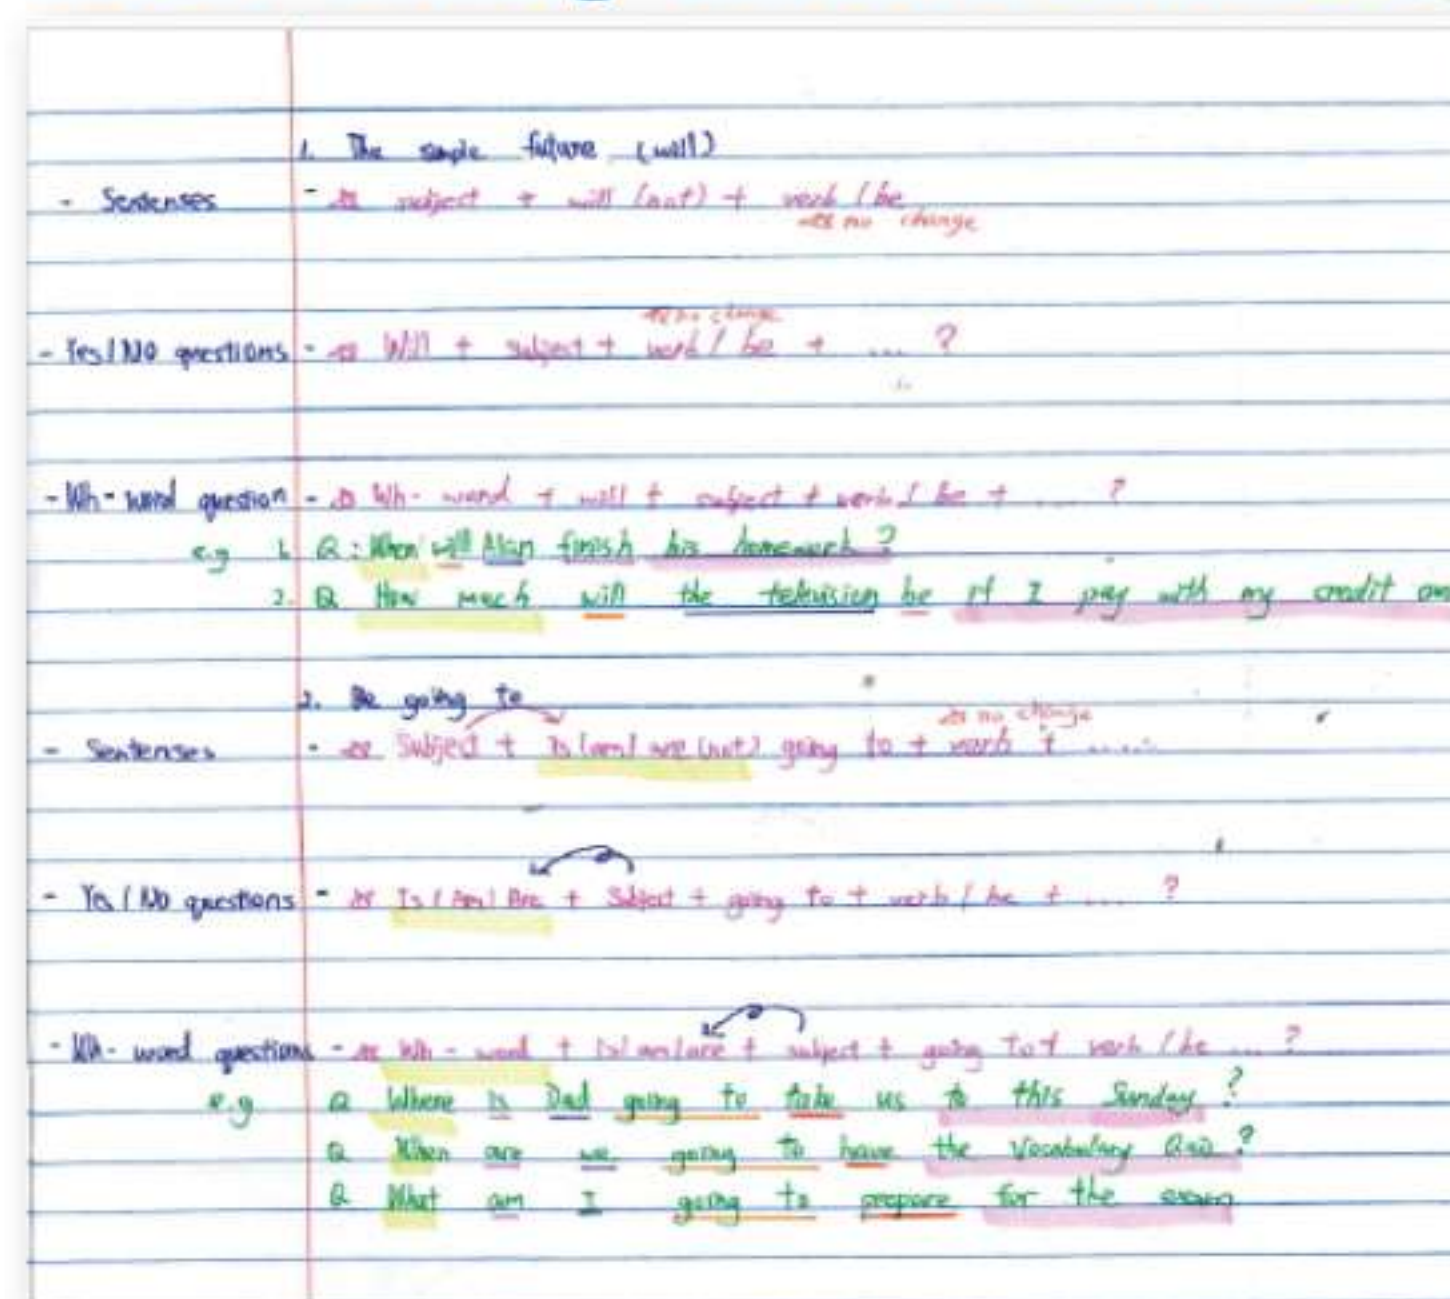 1. The simple future (will)
- Sentenses - subject + will (not) + verb / be
no change
no change
- Yes / No questions - Will + subject + verb / be + .... ?
- Wh- word question - Wh- word + will + subject + verb / be + .... ?
e.g 1. Q: When will Alan finish his homework?
2. Q How much will the television be if I pay with my credit
2. Be going to
no change
- Sentenses - Subject + Is / am / are (not) going to + verb + ......
- Yes / No questions - Is / Am / Are + Subject + going to + verb / be + .... ?
- Wh- word questions - Wh- word + is / am / are + subject + going to + verb / be .... ?
e.g Q Where is Dad going to take us to this Sunday?
Q When are we going to have the Vocabulary ?
Q What am I going to prepare for the exam